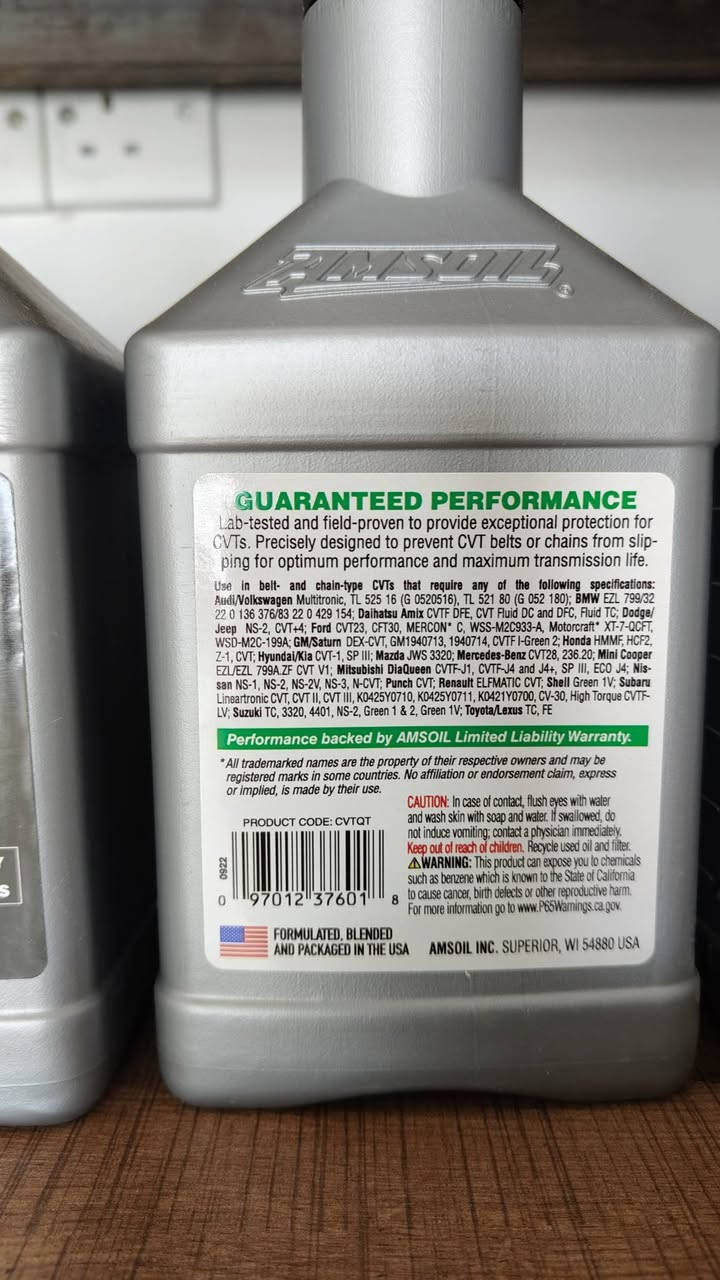 AMSOIL®
GUARANTEED PERFORMANCE
Lab-tested and field-proven to provide exceptional protection for
CVTs. Precisely designed to prevent CVT belts or chains from slip-
ping for optimum performance and maximum transmission life.
Use in belt- and chain-type CVTs that require any of the following specifications:
Audi/Volkswagen Multitronic, TL 525 16 (G 0520516), TL 521 80 (G 052 180); BMW EZL 799/32
22 0 136 376/83 22 0 429 154; Daihatsu Amix CVTF DFE, CVT Fluid DC and DFC, Fluid TC; Dodge/
Jeep NS-2, CVT+4; Ford CVT23, CFT30, MERCON* C, WSS-M2C933-A, Motorcraft* XT-7-QCFT,
WSD-M2C-199A; GM/Saturn DEX-CVT, GM1940713, 1940714, CVTF I-Green 2; Honda HMMF, HCF2,
Z-1, CVT; Hyundai/Kia CVT-1, SP III; Mazda JWS 3320; Mercedes-Benz CVT28, 236.20; Mini Cooper
EZL/EZL 799A.ZF CVT V1; Mitsubishi DiaQueen CVTF-J1, CVTF-J4 and J4+, SP III, ECO J4; Nis-
san NS-1, NS-2, NS-2V, NS-3, N-CVT; Punch CVT; Renault ELFMATIC CVT; Shell Green 1V; Subaru
Lineartronic CVT, CVT II, CVT III, K0425Y0710, K0425Y0711, K0421Y0700, CV-30, High Torque CVTF-
LV; Suzuki TC, 3320, 4401, NS-2, Green 1 & 2, Green 1V; Toyota/Lexus TC, FE
Performance backed by AMSOIL Limited Liability Warranty.
*All trademarked names are the property of their respective owners and may be
registered marks in some countries. No affiliation or endorsement claim, express
or implied, is made by their use.
CAUTION: In case of contact, flush eyes with water
and wash skin with soap and water. If swallowed, do
not induce vomiting; contact a physician immediately.
Keep out of reach of children. Recycle used oil and filter.
⚠WARNING: This product can expose you to chemicals
such as benzene which is known to the State of California
to cause cancer, birth defects or other reproductive harm.
For more information go to www.P65Warnings.ca.gov.
PRODUCT CODE: CVTQT
0922
0 97012 37601 8
FORMULATED, BLENDED
AND PACKAGED IN THE USA
AMSOIL INC. SUPERIOR, WI 54880 USA